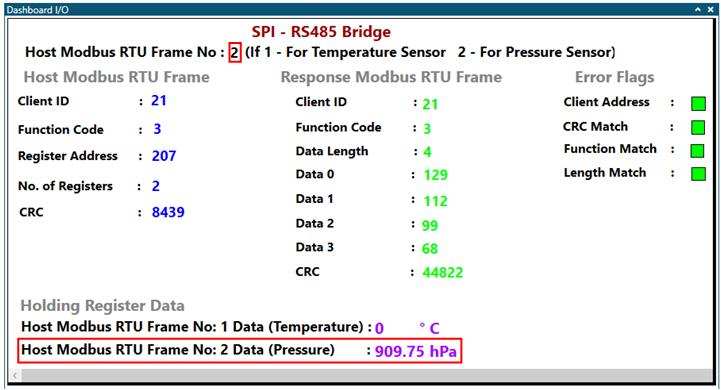 Dashboard I/O
SPI - RS485 Bridge
Host Modbus RTU Frame No : 2 (If 1 - For Temperature Sensor 2 - For Pressure Sensor)
Host Modbus RTU Frame
Client ID : 21
Function Code : 3
Register Address : 207
No. of Registers : 2
CRC : 8439
Response Modbus RTU Frame
Client ID : 21
Function Code : 3
Data Length : 4
Data 0 : 129
Data 1 : 112
Data 2 : 99
Data 3 : 68
CRC : 44822
Error Flags
Client Address :
CRC Match :
Function Match :
Length Match :
Holding Register Data
Host Modbus RTU Frame No: 1 Data (Temperature) : 0 ° C
Host Modbus RTU Frame No: 2 Data (Pressure) : 909.75 hPa